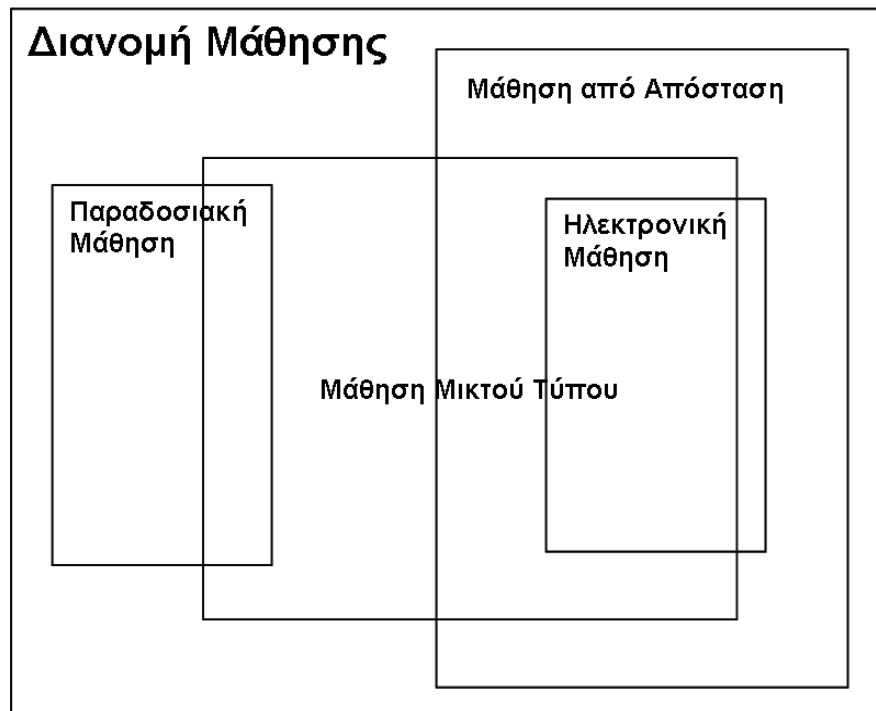 Διανομή Μάθησης
Μάθηση από Απόσταση
Παραδοσιακή
Μάθηση
Ηλεκτρονική
Μάθηση
Μάθηση Μικτού Τύπου